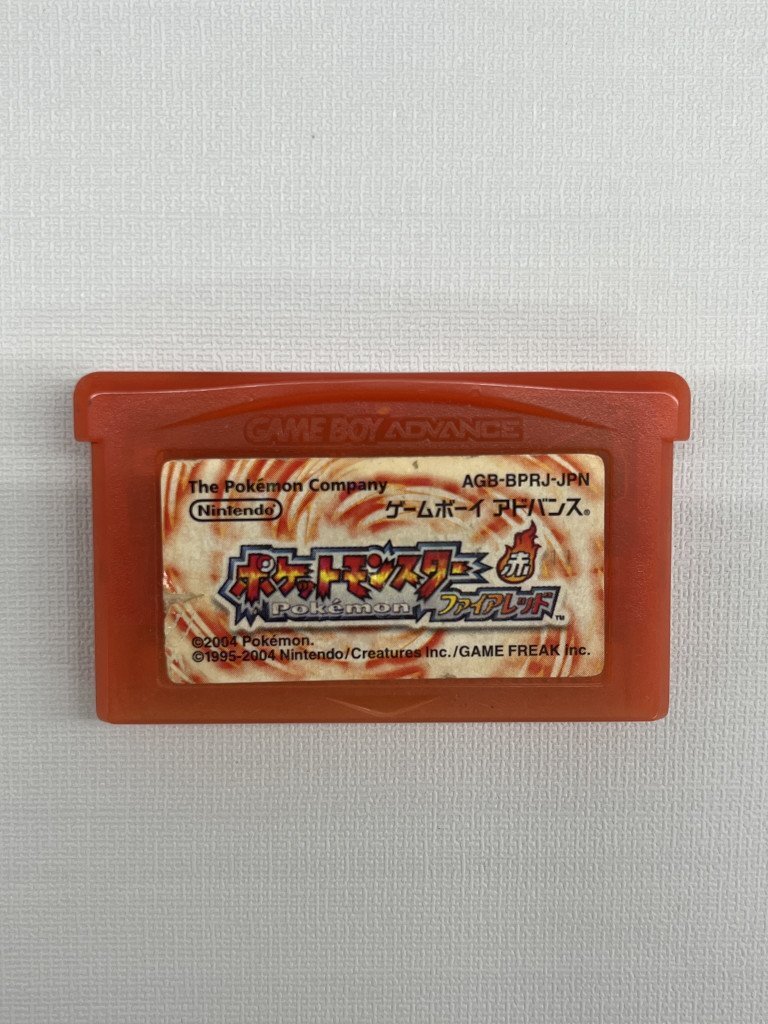 GAME BOY ADVANCE
The Pokémon Company
AGB-BPRJ-JPN
Nintendo®
ゲームボーイ アドバンス®
ポケットモンスター 赤
Pokémon
ファイアレッド™
©2004 Pokémon.
©1995-2004 Nintendo/Creatures Inc./GAME FREAK inc.